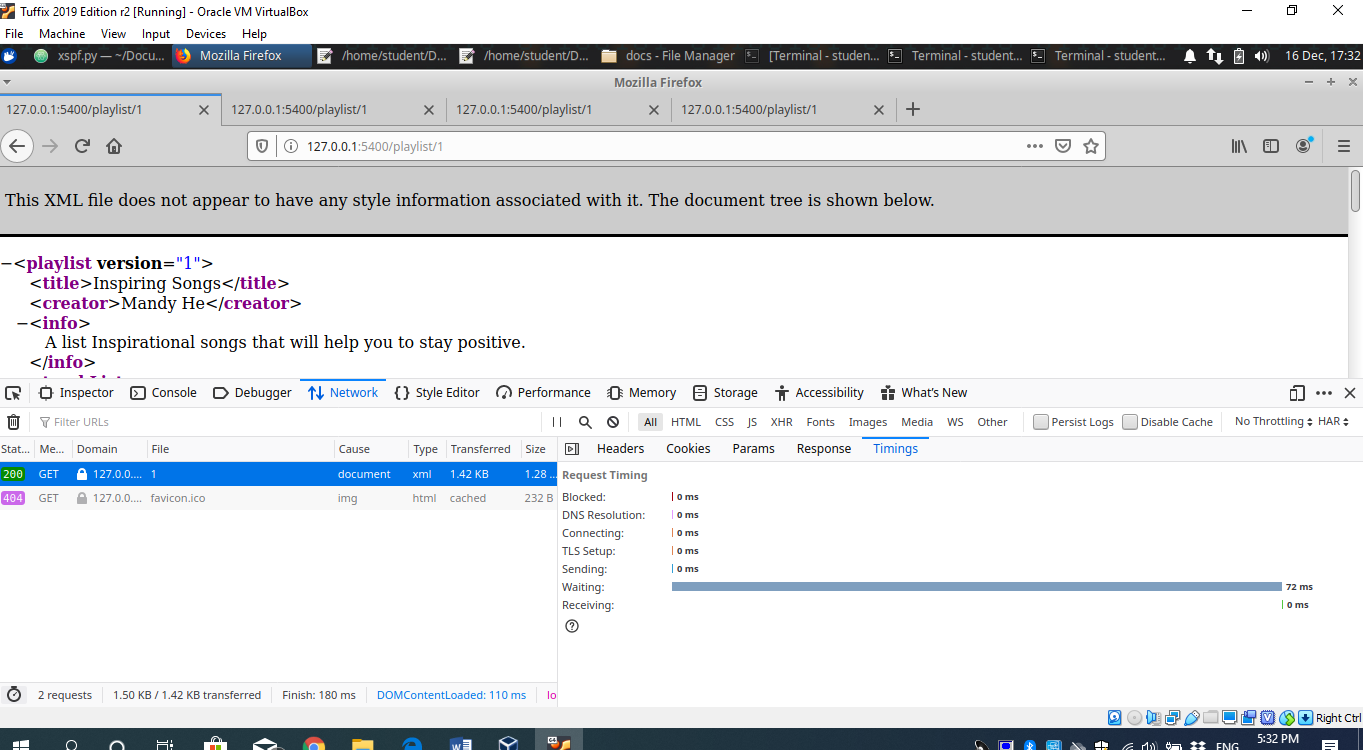 Tuffix 2019 Edition r2 [Running] - Oracle VM VirtualBox
File Machine View Input Devices Help
xspf.py — ~/Docu... Mozilla Firefox /home/student/D... /home/student/D... docs - File Manager [Terminal - studen... Terminal - student... Terminal - student... 16 Dec, 17:32
Mozilla Firefox
127.0.0.1:5400/playlist/1 127.0.0.1:5400/playlist/1 127.0.0.1:5400/playlist/1 127.0.0.1:5400/playlist/1
127.0.0.1:5400/playlist/1
This XML file does not appear to have any style information associated with it. The document tree is shown below.
−<playlist version="1">
<title>Inspiring Songs</title>
<creator>Mandy He</creator>
−<info>
A list Inspirational songs that will help you to stay positive.
</info>
Inspector Console Debugger Network Style Editor Performance Memory Storage Accessibility What's New
Filter URLs All HTML CSS JS XHR Fonts Images Media WS Other Persist Logs Disable Cache No Throttling HAR
Stat... Me... Domain File Cause Type Transferred Size Headers Cookies Params Response Timings
200 GET 127.0.0.... 1 document xml 1.42 KB 1.28 ...
404 GET 127.0.0.... favicon.ico img html cached 232 B
Request Timing
Blocked: 0 ms
DNS Resolution: 0 ms
Connecting: 0 ms
TLS Setup: 0 ms
Sending: 0 ms
Waiting: 72 ms
Receiving: 0 ms
2 requests 1.50 KB / 1.42 KB transferred Finish: 180 ms DOMContentLoaded: 110 ms lo
Right Ctrl
ENG 5:32 PM